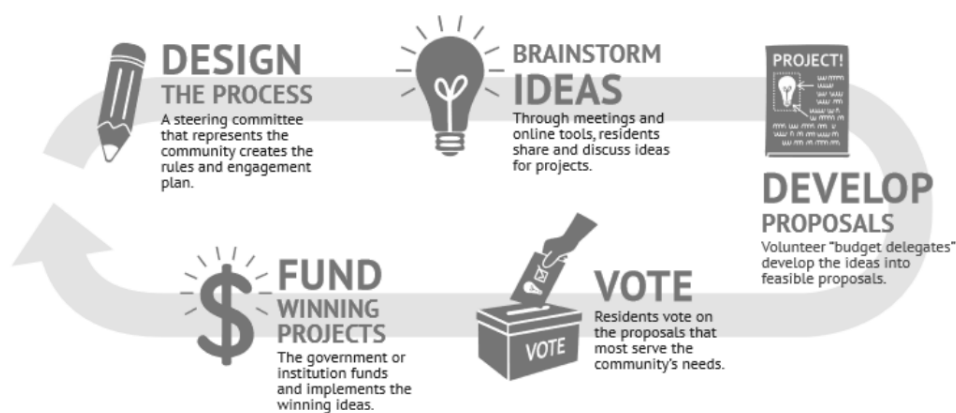 DESIGN
THE PROCESS
A steering committee
that represents the
community creates the
rules and engagement
plan.
BRAINSTORM
IDEAS
Through meetings and
online tools, residents
share and discuss ideas
for projects.
PROJECT!
DEVELOP
PROPOSALS
Volunteer “budget delegates”
develop the ideas into
feasible proposals.
VOTE
Residents vote on
the proposals that
most serve the
community’s needs.
VOTE
FUND
WINNING
PROJECTS
The government or
institution funds
and implements the
winning ideas.